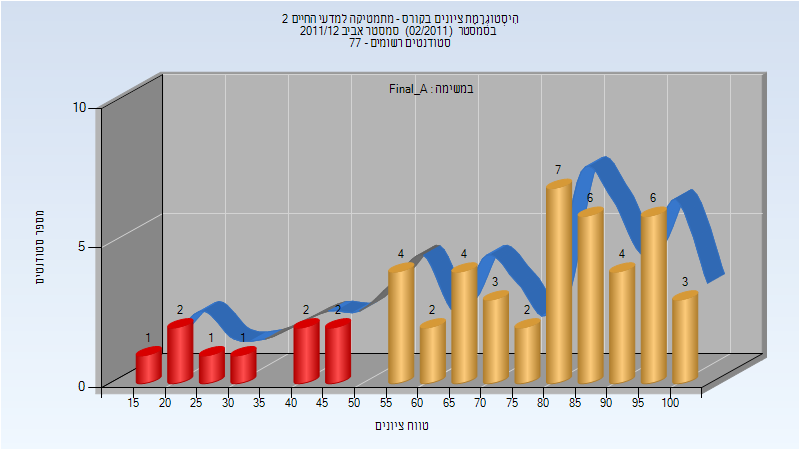 היסטוגרמת ציונים בקורס - מתמטיקה למדעי החיים 2
בסמסטר (02/2011) סמסטר אביב 2011/12
סטודנטים רשומים - 77
במשימה : Final_A
10
5
0
מספר סטודנטים
1 2 1 1 2 2 4 2 4 3 2 7 6 4 6 3
15 20 25 30 35 40 45 50 55 60 65 70 75 80 85 90 95 100
טווח ציונים